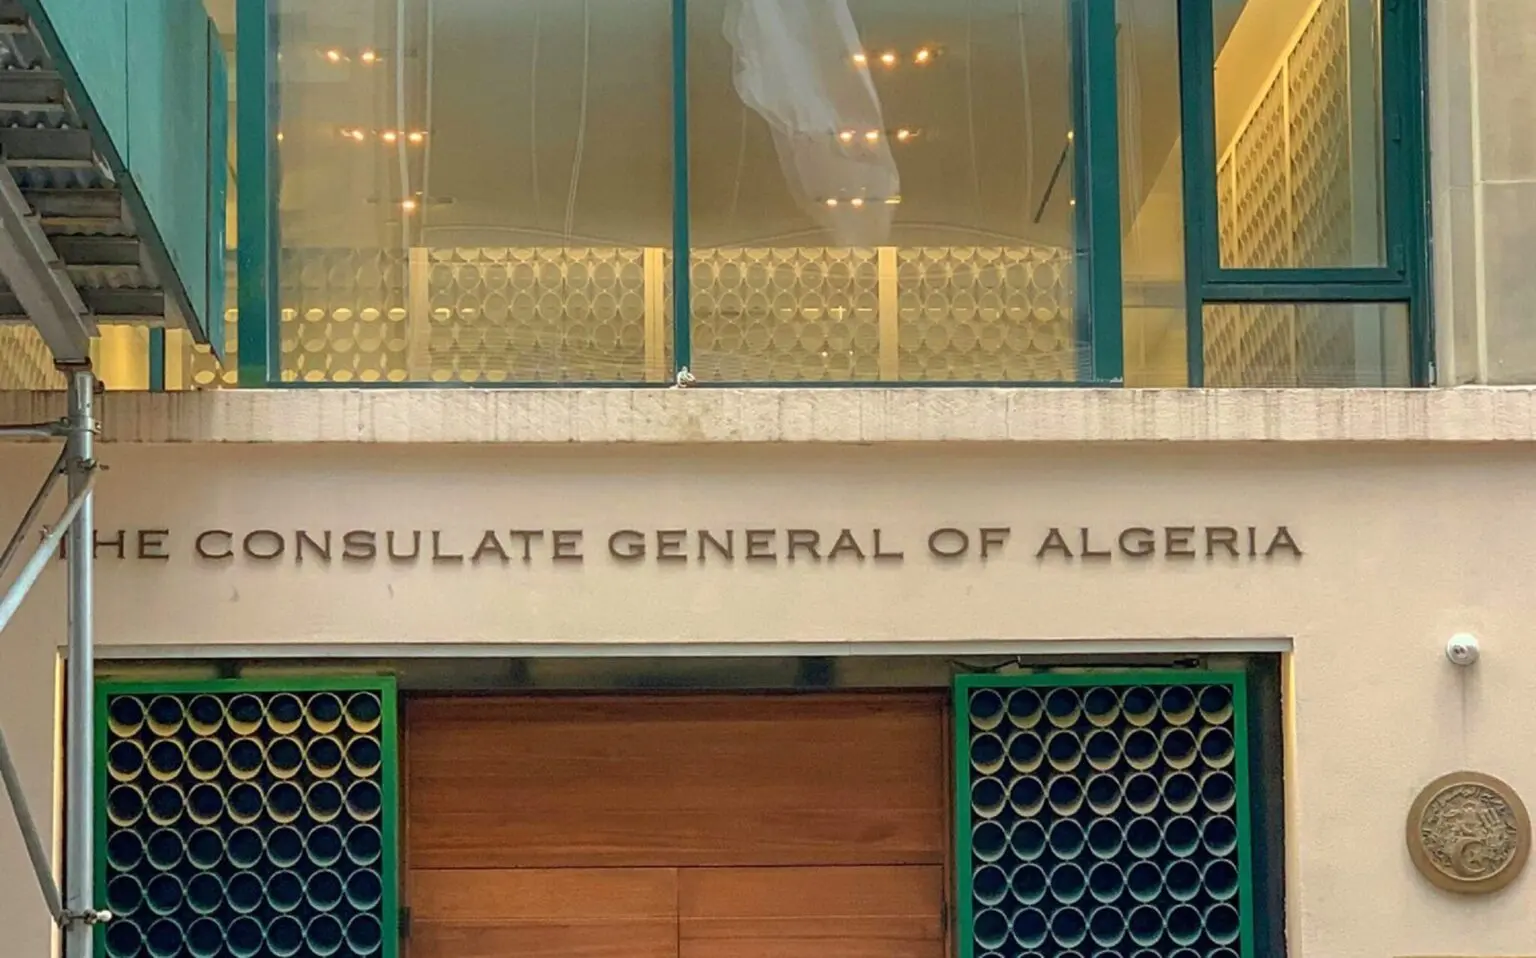 THE CONSULATE GENERAL OF ALGERIA